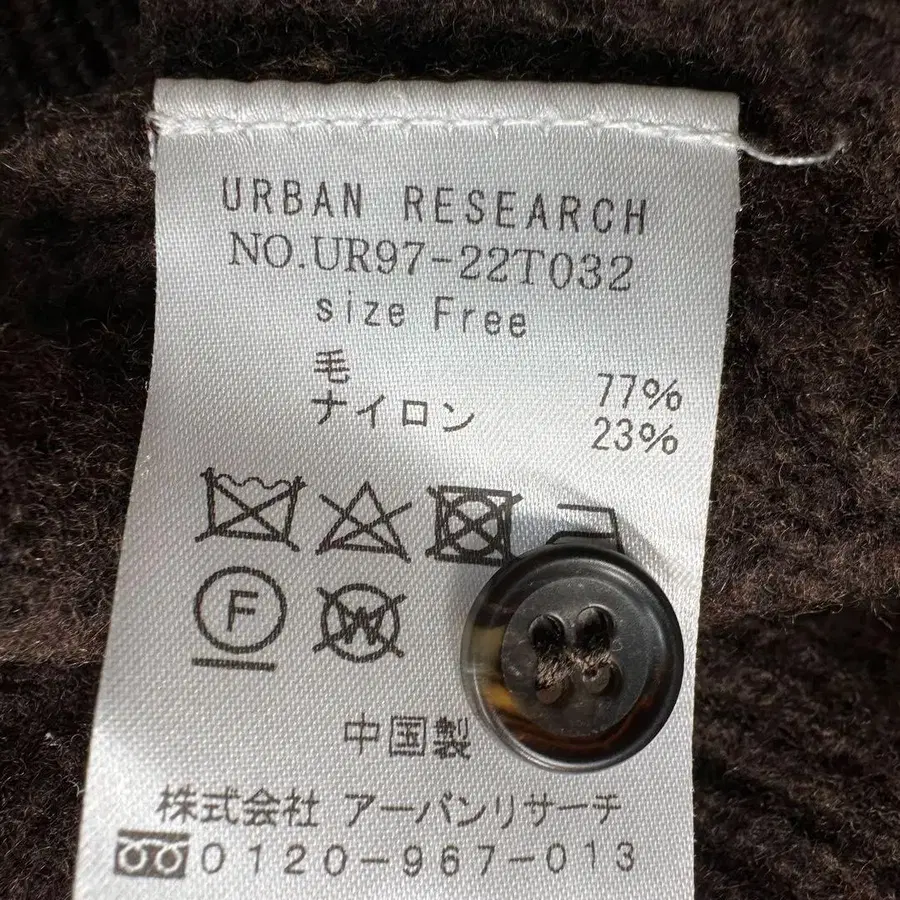 URBAN RESEARCH
NO.UR97-22T032
size Free
毛 77%
ナイロン 23%
F
W
中国製
株式会社 アーバンリサーチ
0120-967-013